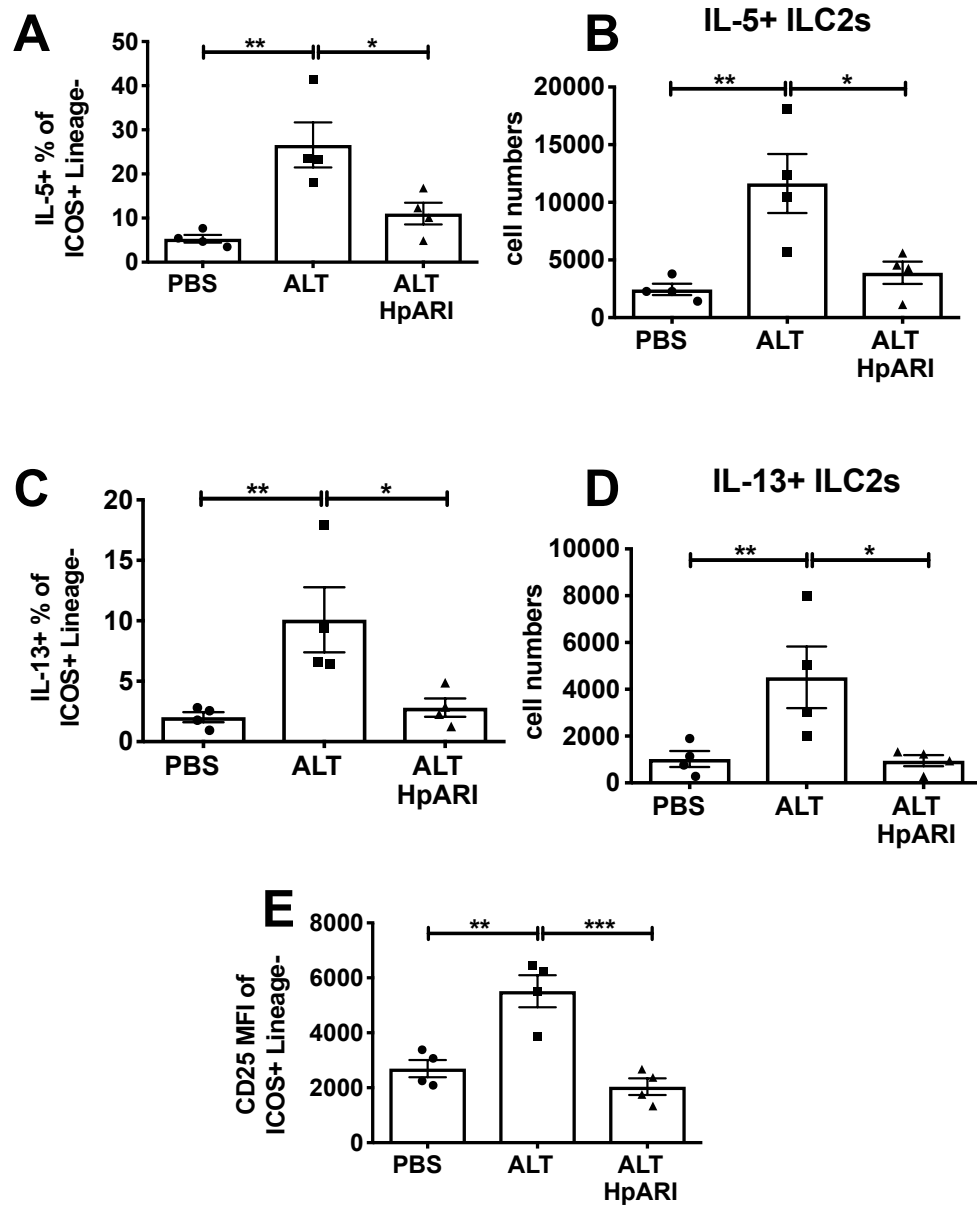 A
IL-5+ % of
ICOS+ Lineage-
50
40
30
20
10
0
** *
PBS ALT ALT
HpARI
B
IL-5+ ILC2s
cell numbers
20000
15000
10000
5000
0
** *
PBS ALT ALT
HpARI
C
IL-13+ % of
ICOS+ Lineage-
20
15
10
5
0
** *
PBS ALT ALT
HpARI
D
IL-13+ ILC2s
cell numbers
10000
8000
6000
4000
2000
0
** *
PBS ALT ALT
HpARI
E
CD25 MFI of
ICOS+ Lineage-
8000
6000
4000
2000
0
** ***
PBS ALT ALT
HpARI